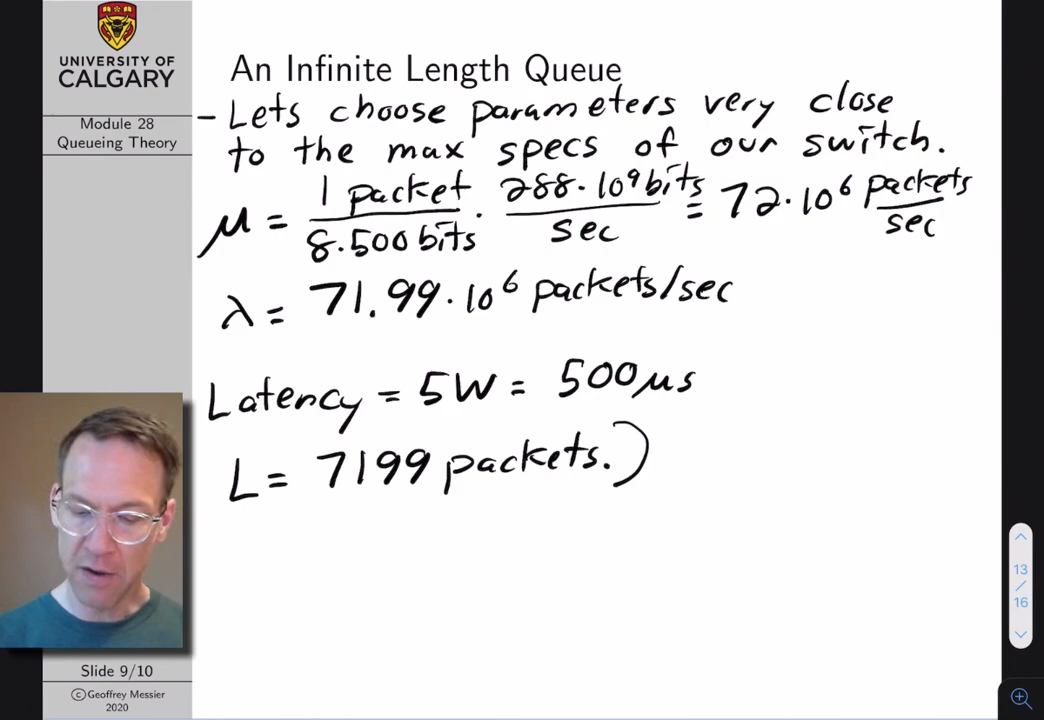 UNIVERSITY OF
CALGARY
Module 28
Queueing Theory
An Infinite Length Queue
- Lets choose parameters very close
to the max specs of our switch.
μ = 1 packet / 8.500 bits · 288·10⁹ bits / sec = 72·10⁶ packets / sec
λ = 71.99·10⁶ packets/sec
Latency = 5W = 500μs
L = 7199 packets.)
13
/
16
Slide 9/10
©Geoffrey Messier
2020